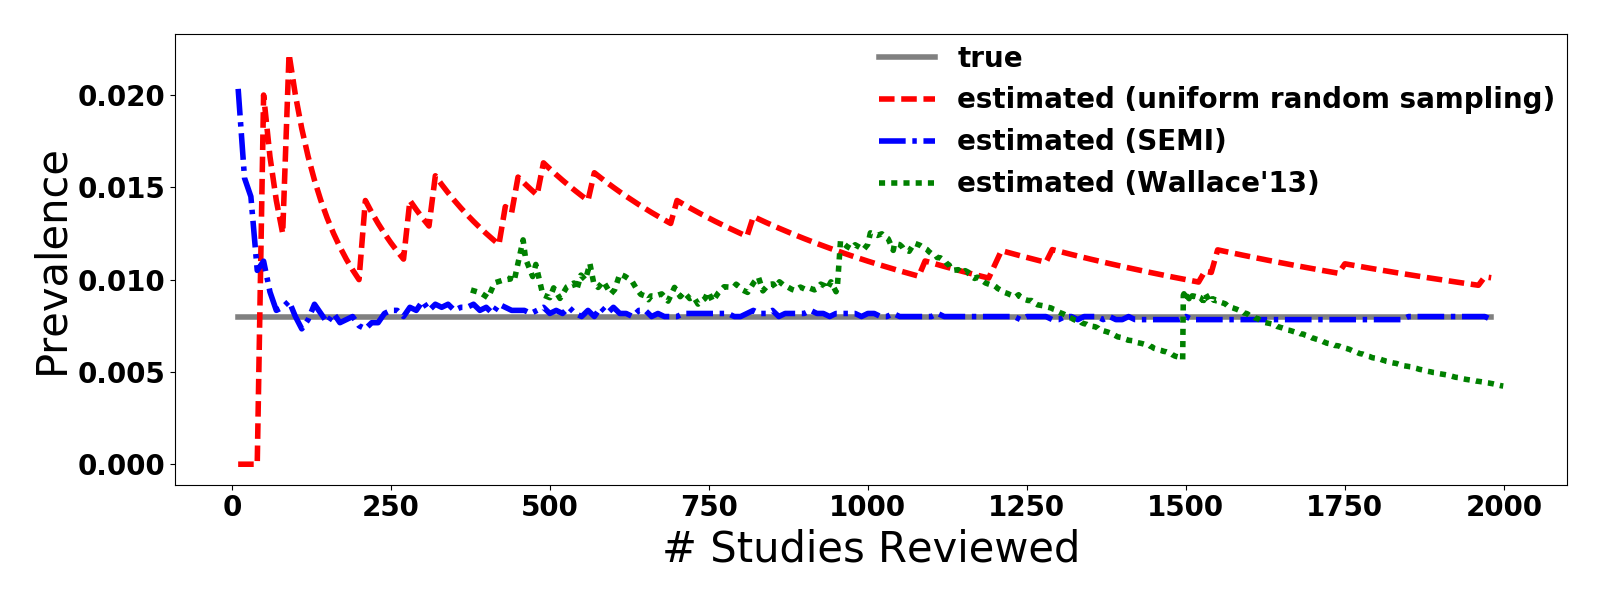 true
estimated (uniform random sampling)
estimated (SEMI)
estimated (Wallace'13)
Prevalence
0.020
0.015
0.010
0.005
0.000
0 250 500 750 1000 1250 1500 1750 2000
# Studies Reviewed